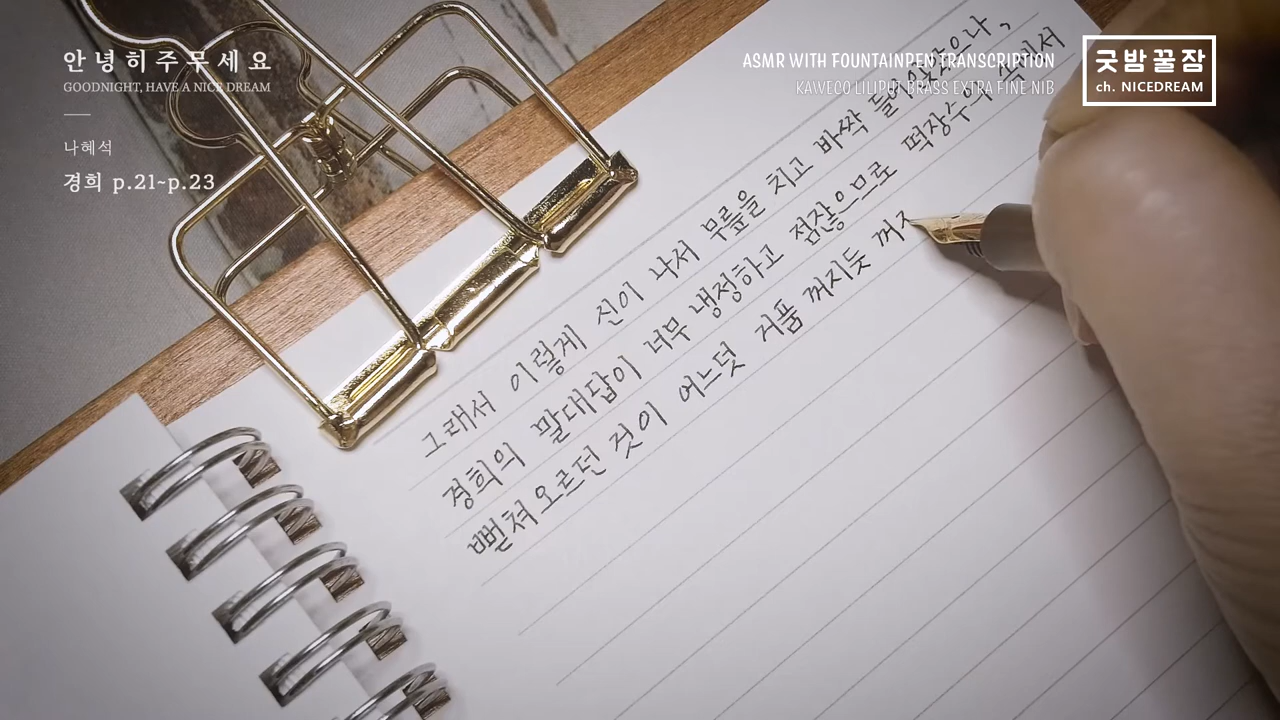 안녕히주무세요
GOODNIGHT, HAVE A NICE DREAM
나혜석
경희 p.21~p.23
ASMR WITH FOUNTAINPEN TRANSCRIPTION
KAWECO LILIPUT BRASS EXTRA FINE NIB
굿밤꿀잠
ch. NICEDREAM
그래서 이렇게 신이 나서 무릎을 치고 바싹 들어앉았으나,
경희의 말대답이 너무 냉정하고 점잖으므로 떡장수의 속에서
뻗쳐오르던 것이 어느덧 거품 꺼지듯 꺼지